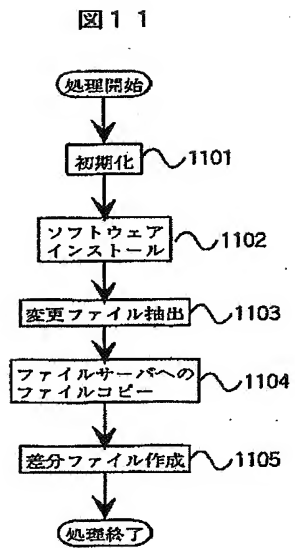 図11
処理開始
初期化
1101
ソフトウェア
インストール
1102
変更ファイル抽出
1103
ファイルサーバへの
ファイルコピー
1104
差分ファイル作成
1105
処理終了